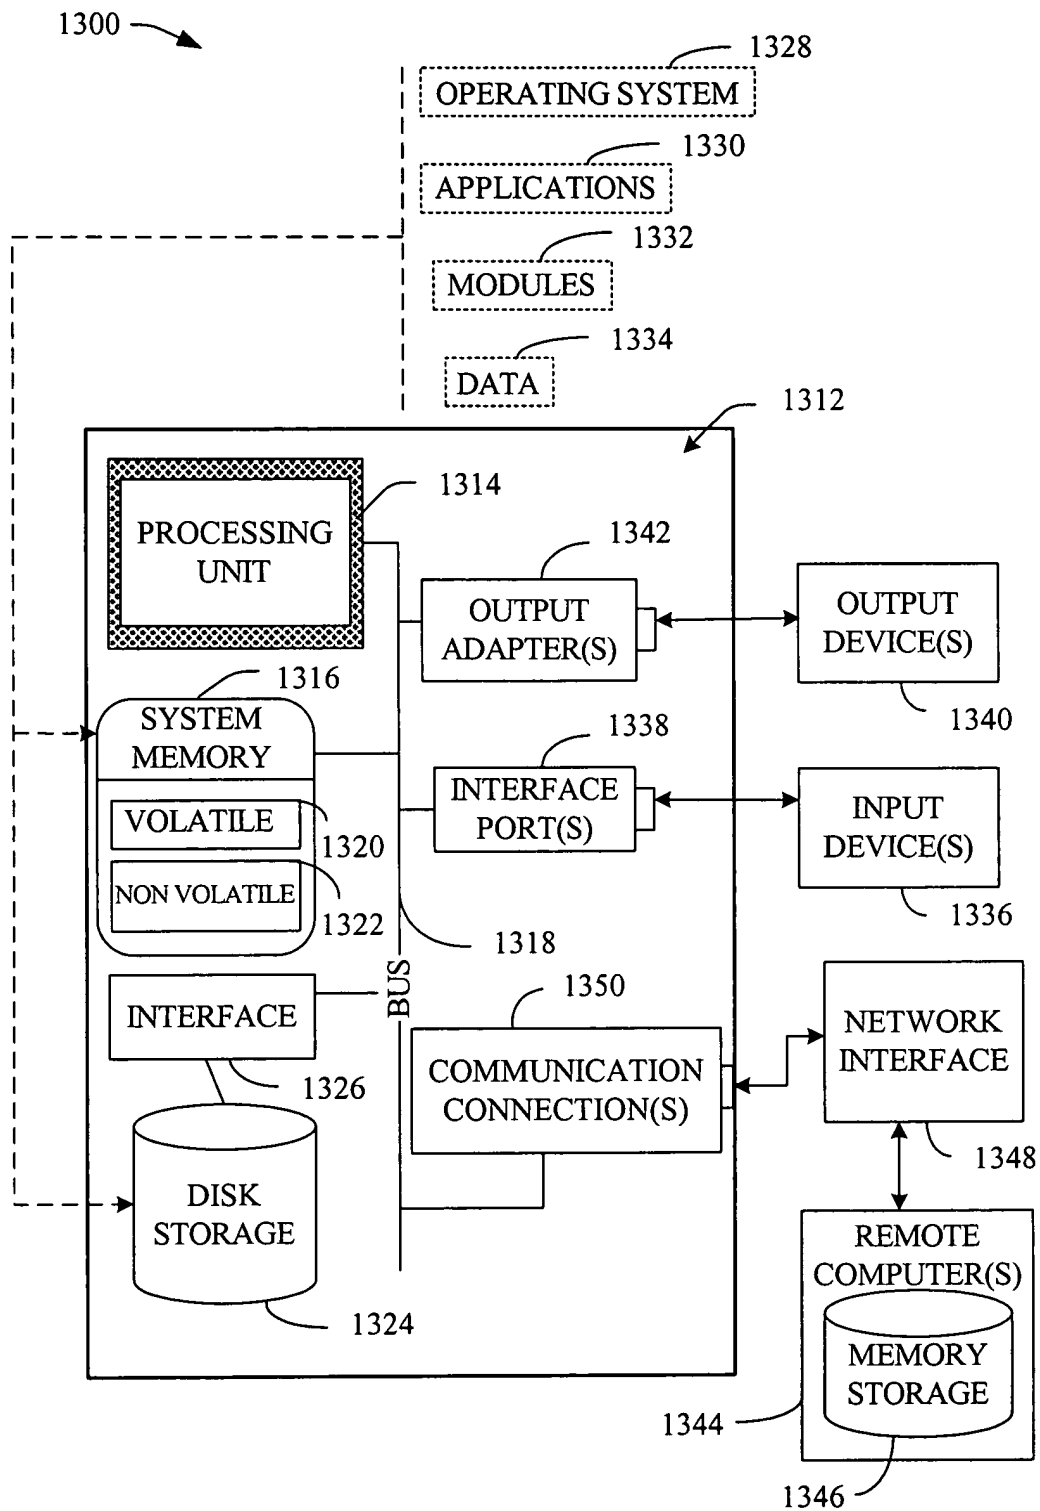 1300
1328
OPERATING SYSTEM
1330
APPLICATIONS
1332
MODULES
1334
DATA
1312
1314
PROCESSING
UNIT
1342
OUTPUT
ADAPTER(S)
OUTPUT
DEVICE(S)
1340
1316
SYSTEM
MEMORY
VOLATILE
1320
NON VOLATILE
1322
1338
INTERFACE
PORT(S)
INPUT
DEVICE(S)
1336
1318
BUS
INTERFACE
1326
1350
COMMUNICATION
CONNECTION(S)
NETWORK
INTERFACE
1348
DISK
STORAGE
1324
REMOTE
COMPUTER(S)
MEMORY
STORAGE
1344
1346